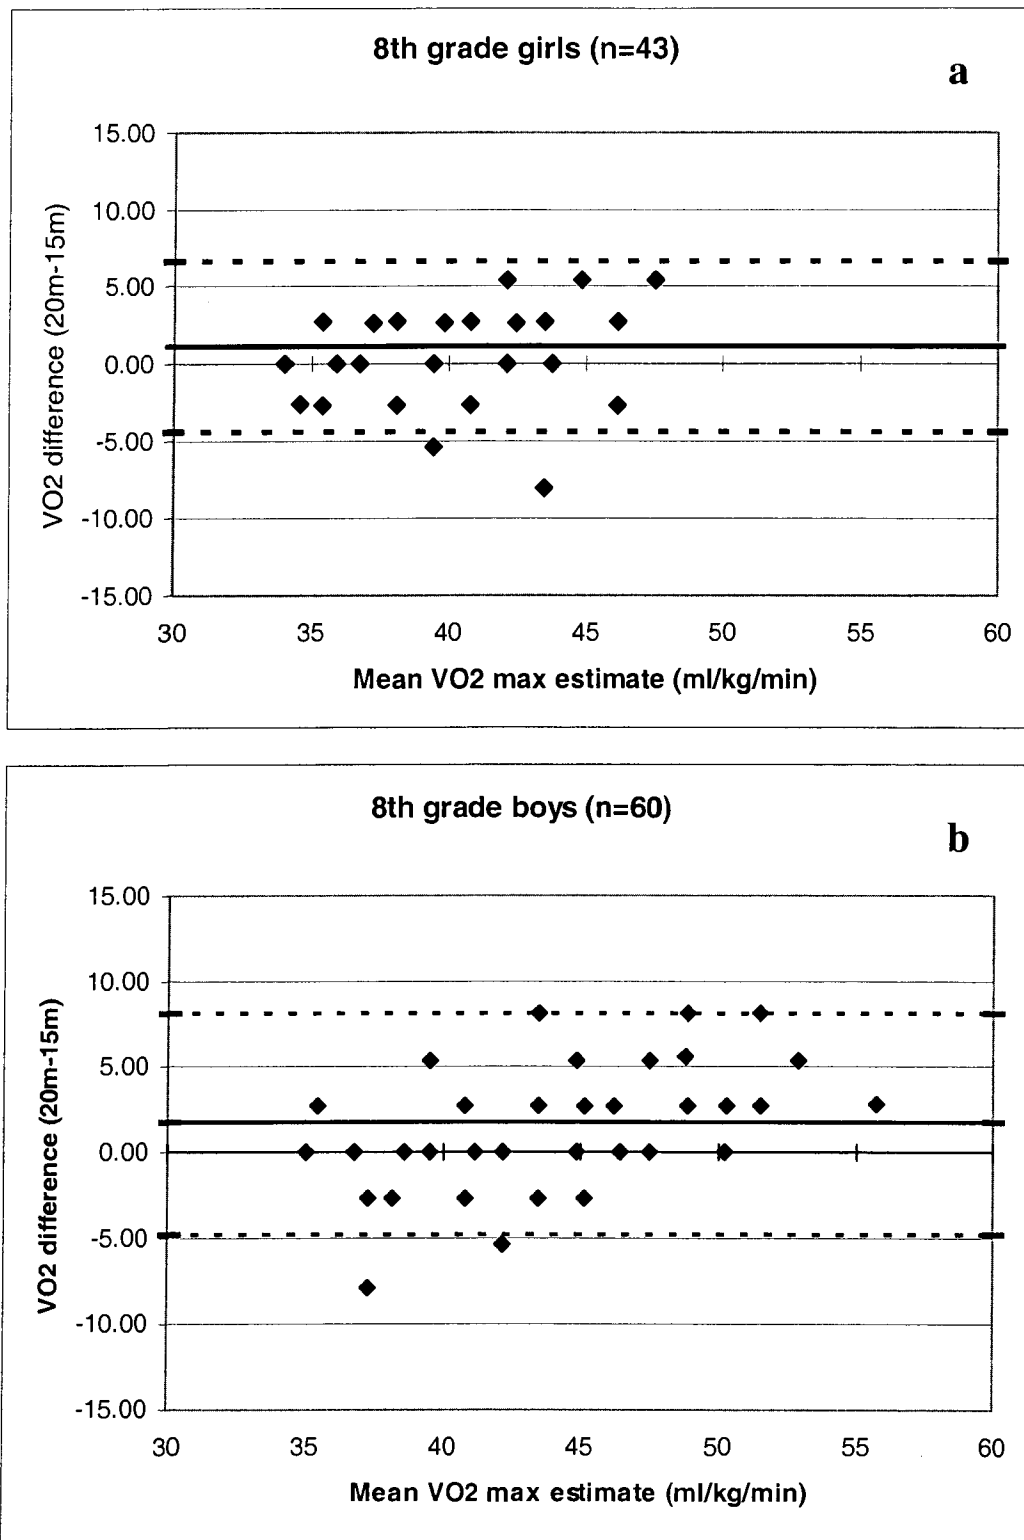 8th grade girls (n=43)
a
15.00
10.00
5.00
0.00
-5.00
-10.00
-15.00
VO2 difference (20m-15m)
30 35 40 45 50 55 60
Mean VO2 max estimate (ml/kg/min)
8th grade boys (n=60)
b
15.00
10.00
5.00
0.00
-5.00
-10.00
-15.00
VO2 difference (20m-15m)
30 35 40 45 50 55 60
Mean VO2 max estimate (ml/kg/min)